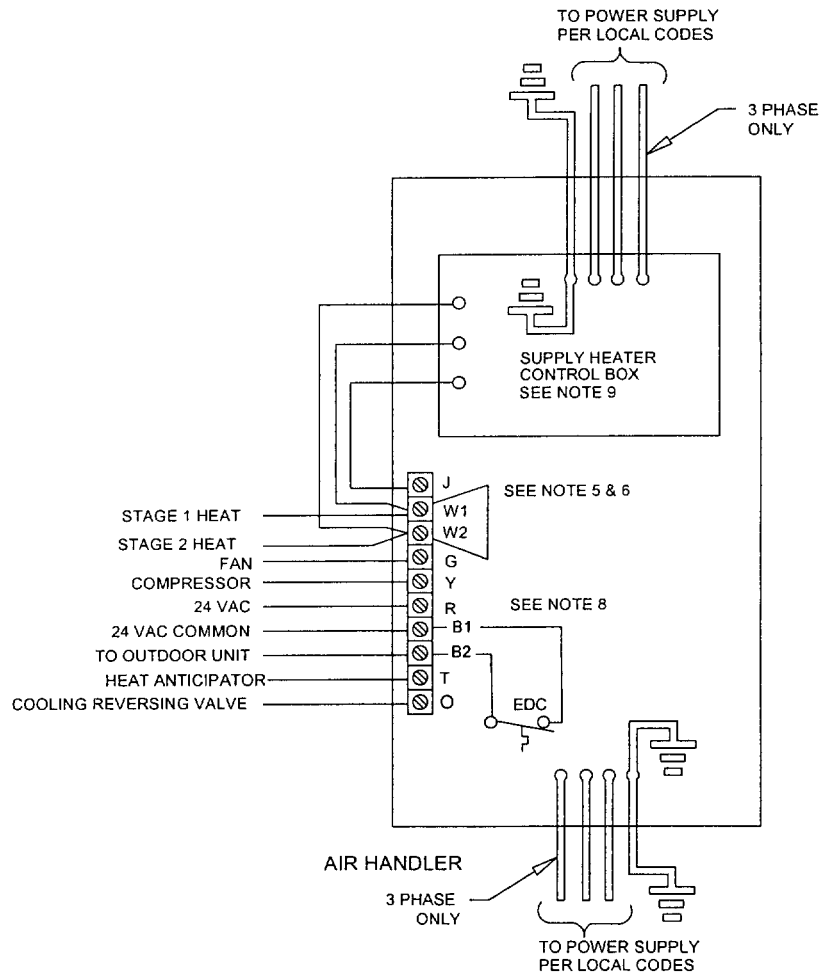 TO POWER SUPPLY
PER LOCAL CODES
3 PHASE
ONLY
SUPPLY HEATER
CONTROL BOX
SEE NOTE 9
J
SEE NOTE 5 & 6
W1
STAGE 1 HEAT
W2
STAGE 2 HEAT
G
FAN
Y
COMPRESSOR
R
24 VAC
SEE NOTE 8
B1
24 VAC COMMON
B2
TO OUTDOOR UNIT
T
HEAT ANTICIPATOR
O
COOLING REVERSING VALVE
EDC
AIR HANDLER
3 PHASE
ONLY
TO POWER SUPPLY
PER LOCAL CODES